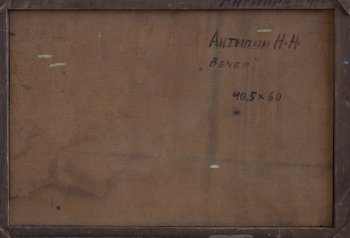 Антипин Н.Н.
Вечер
40,5 × 60